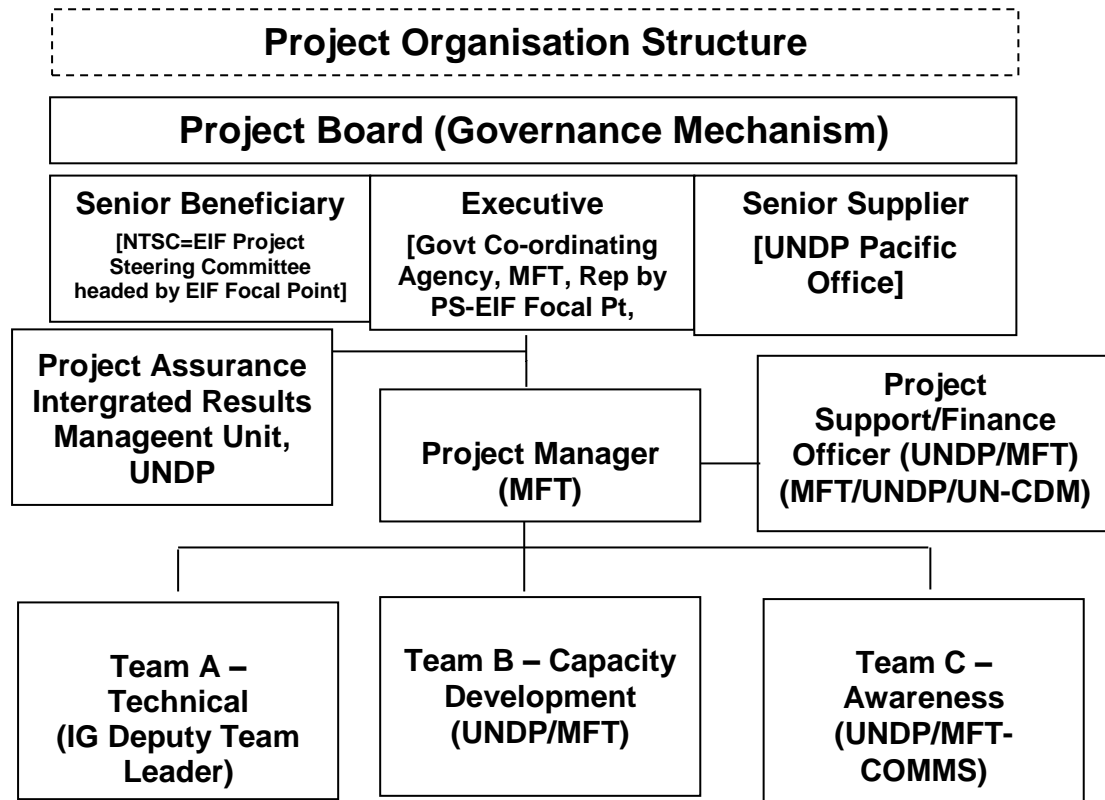 Project Organisation Structure
Project Board (Governance Mechanism)
Senior Beneficiary
[NTSC=EIF Project
Steering Committee
headed by EIF Focal Point]
Executive
[Govt Co-ordinating
Agency, MFT, Rep by
PS-EIF Focal Pt,
Senior Supplier
[UNDP Pacific
Office]
Project Assurance
Intergrated Results
Manageent Unit,
UNDP
Project Manager
(MFT)
Project
Support/Finance
Officer (UNDP/MFT)
(MFT/UNDP/UN-CDM)
Team A –
Technical
(IG Deputy Team
Leader)
Team B – Capacity
Development
(UNDP/MFT)
Team C –
Awareness
(UNDP/MFT-
COMMS)